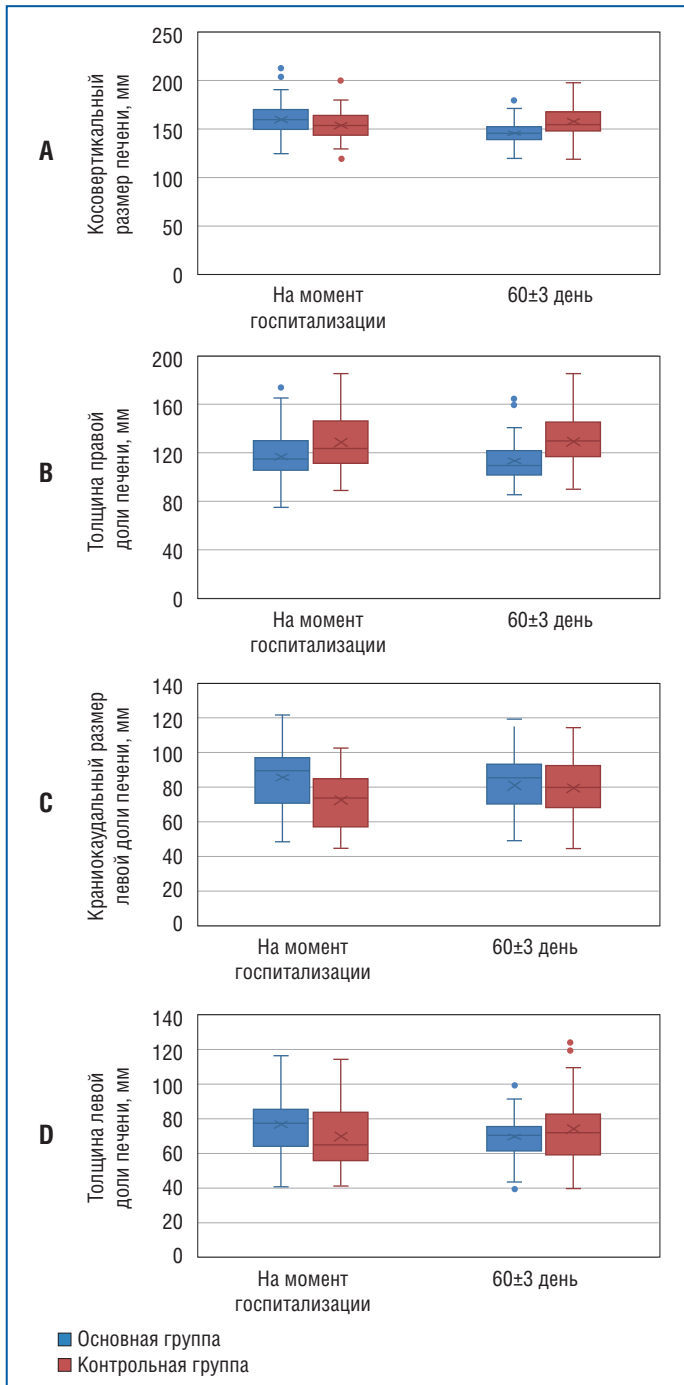 A
Косовертикальный
размер печени, мм
250
200
150
100
50
0
На момент
госпитализации
60±3 день
B
Толщина правой
доли печени, мм
200
160
120
80
40
0
На момент
госпитализации
60±3 день
C
Краниокаудальный размер
левой доли печени, мм
140
120
100
80
60
40
20
0
На момент
госпитализации
60±3 день
D
Толщина левой
доли печени, мм
140
120
100
80
60
40
20
0
На момент
госпитализации
60±3 день
Основная группа
Контрольная группа